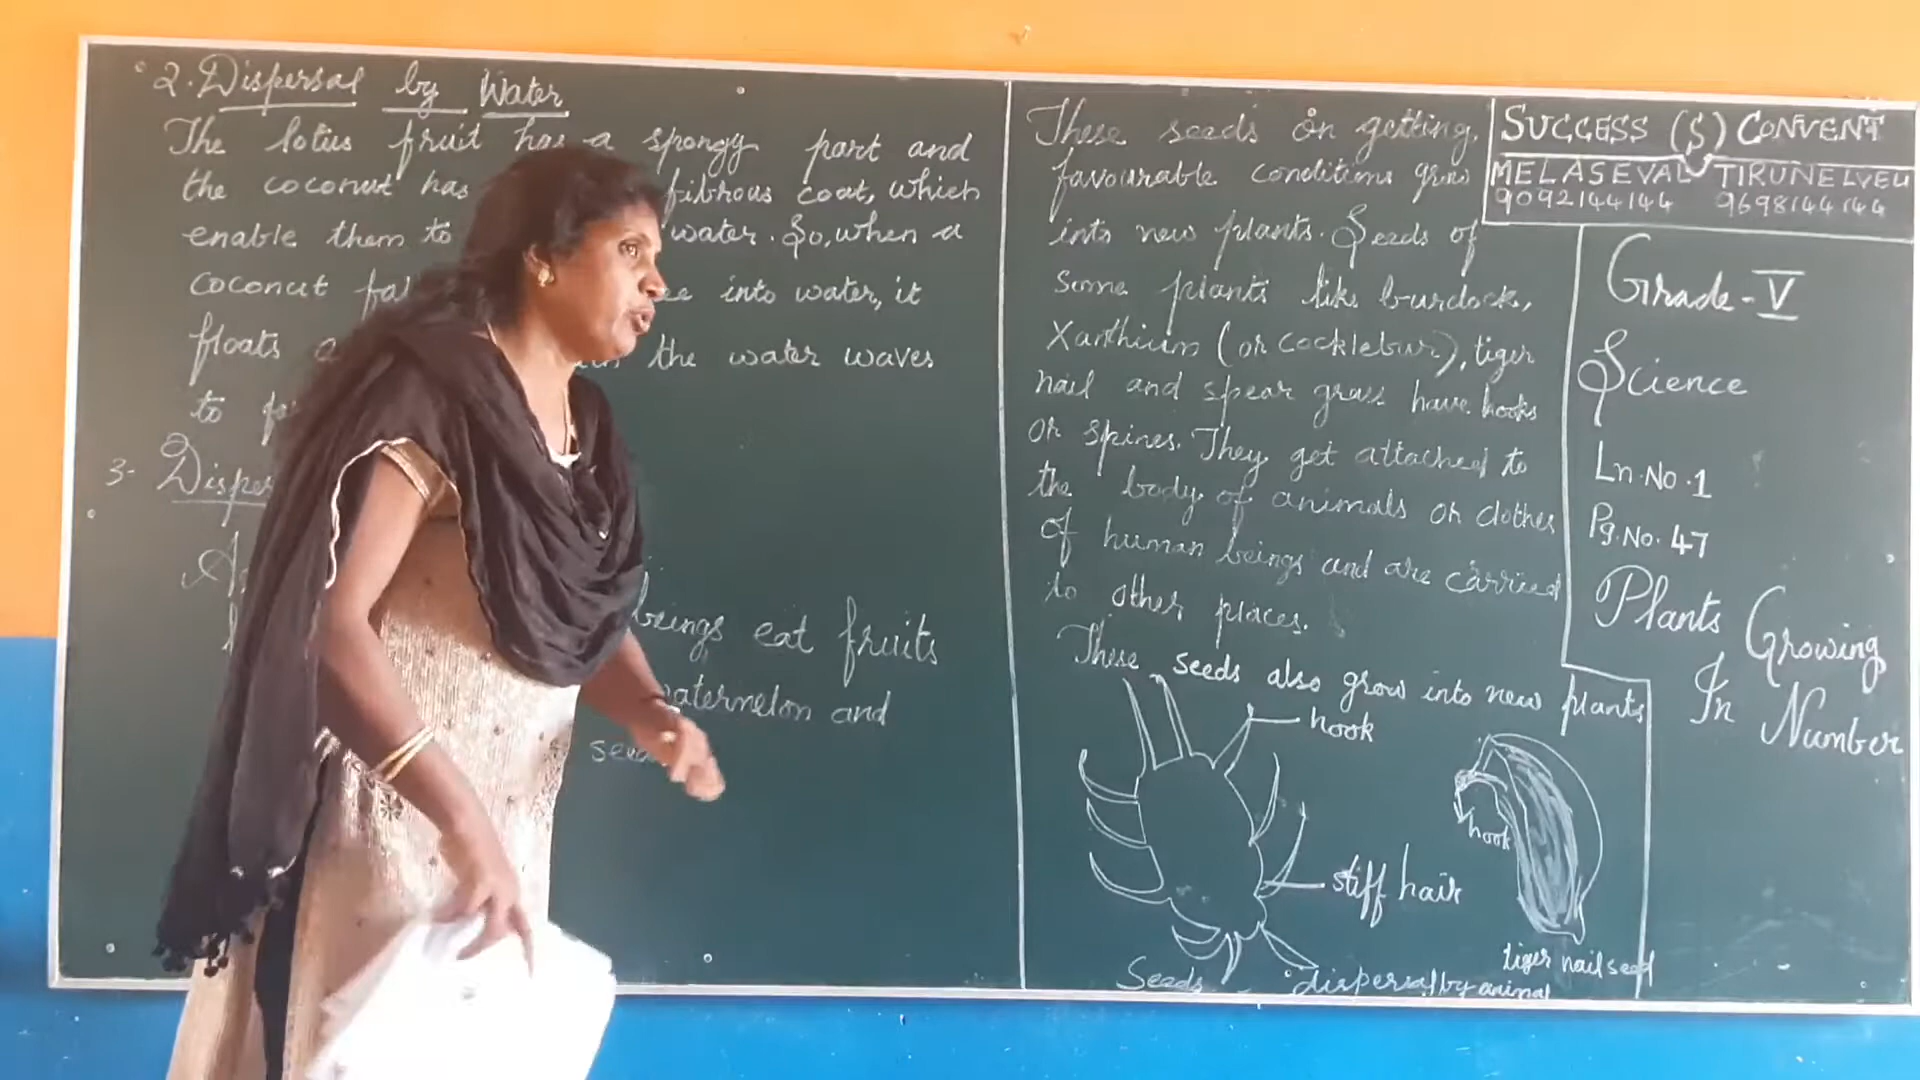 2. Dispersal by Water
The lotus fruit has a spongy part and
the coconut has fibrous coat, which
enable them to water. So, when a
coconut into water, it
floats the water waves
to
3-
beings eat fruits
watermelon and
These seeds on getting
favourable conditions grow
into new plants. Seeds of
some plants like burdock,
Xanthium (or cocklebur), tiger
nail and spear grass have hooks
or spines. They get attached to
the body of animals or clothes
of human beings and are carried
to other places.
These seeds also grow into new plants
hook
stiff hair
Seeds - dispersal by animal
hook
tiger nail seed
SUCCESS (S) CONVENT
MELASEVAL TIRUNELVELI
9092144144 9698144144
Grade - V
Science
Ln. No. 1
Pg. No. 47
Plants Growing
In Number